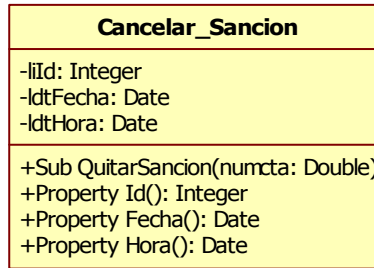 Cancelar_Sancion
-liId: Integer
-ldtFecha: Date
-ldtHora: Date
+Sub QuitarSancion(numcta: Double)
+Property Id(): Integer
+Property Fecha(): Date
+Property Hora(): Date